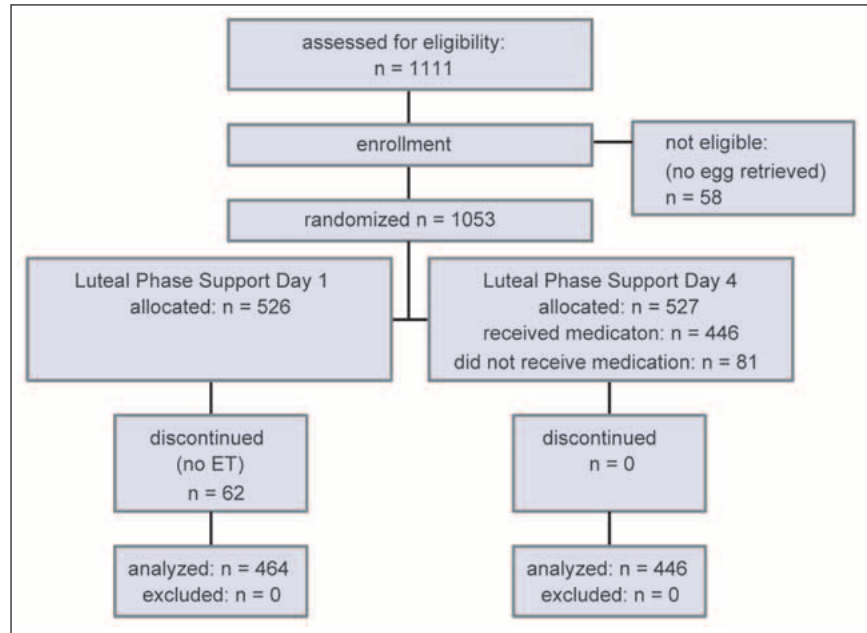 assessed for eligibility:
n = 1111
enrollment
not eligible:
(no egg retrieved)
n = 58
randomized n = 1053
Luteal Phase Support Day 1
allocated: n = 526
Luteal Phase Support Day 4
allocated: n = 527
received medicaton: n = 446
did not receive medication: n = 81
discontinued
(no ET)
n = 62
discontinued
n = 0
analyzed: n = 464
excluded: n = 0
analyzed: n = 446
excluded: n = 0